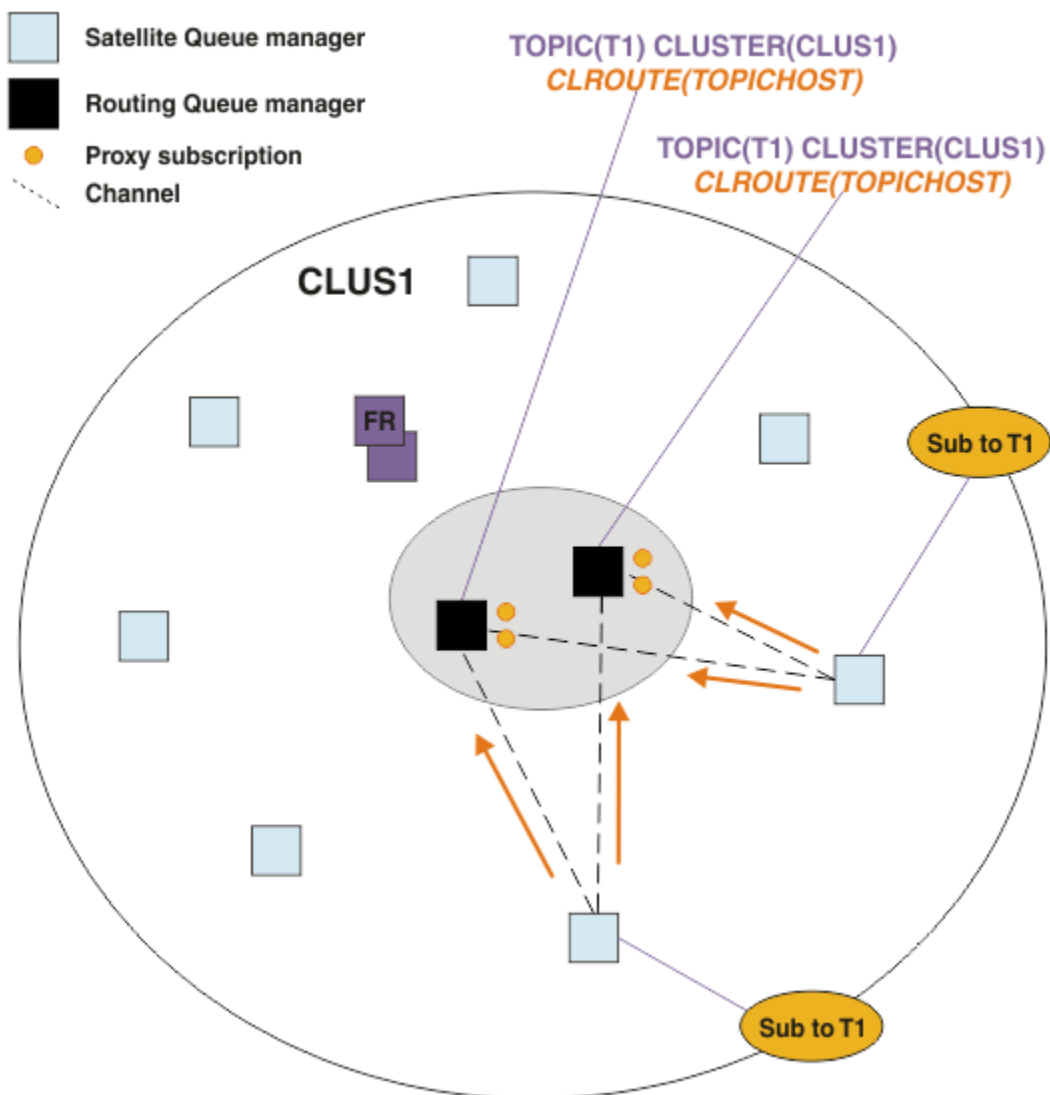 Satellite Queue manager
Routing Queue manager
Proxy subscription
Channel
TOPIC(T1) CLUSTER(CLUS1)
CLROUTE(TOPICHOST)
TOPIC(T1) CLUSTER(CLUS1)
CLROUTE(TOPICHOST)
CLUS1
FR
Sub to T1
Sub to T1